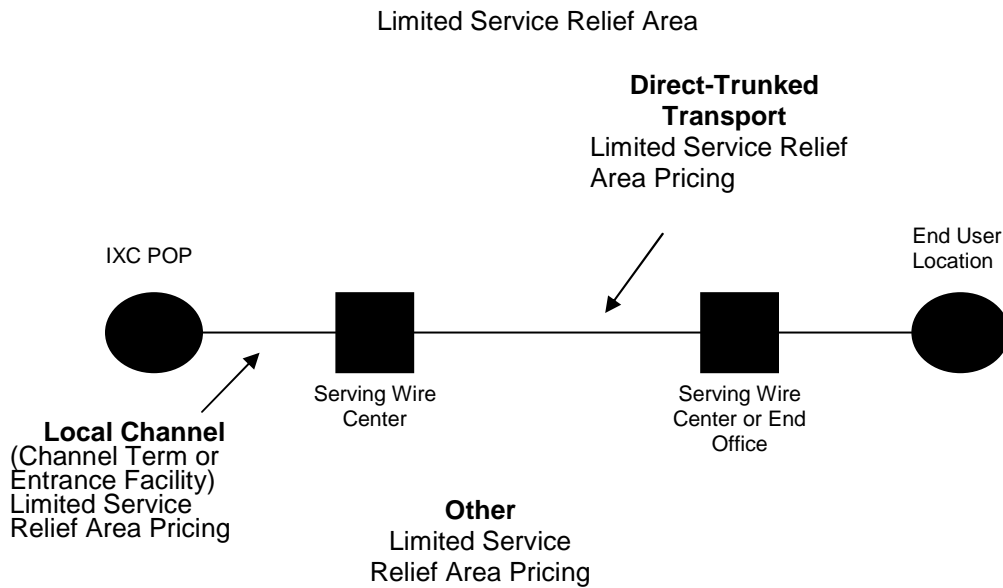 Limited Service Relief Area
Direct-Trunked
Transport
Limited Service Relief
Area Pricing
IXC POP
End User
Location
Serving Wire
Center
Serving Wire
Center or End
Office
Local Channel
(Channel Term or
Entrance Facility)
Limited Service
Relief Area Pricing
Other
Limited Service
Relief Area Pricing